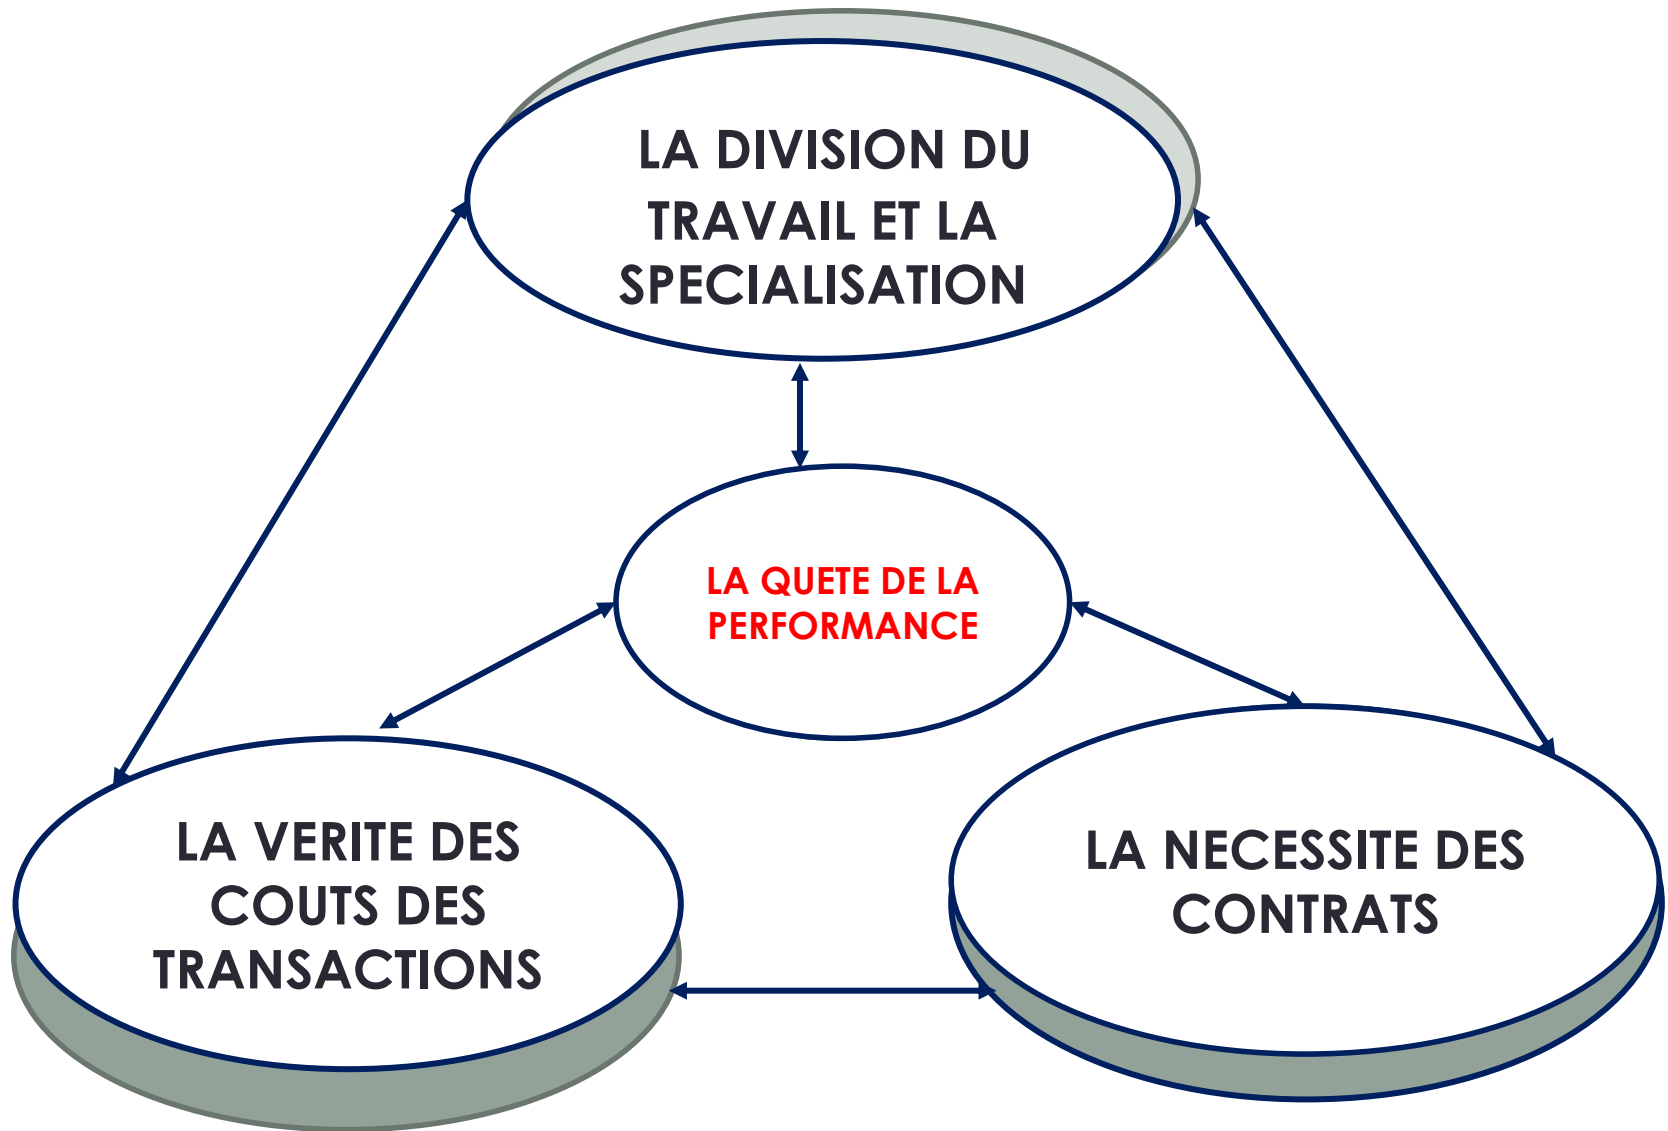 LA DIVISION DU
TRAVAIL ET LA
SPECIALISATION
LA QUETE DE LA
PERFORMANCE
LA VERITE DES
COUTS DES
TRANSACTIONS
LA NECESSITE DES
CONTRATS